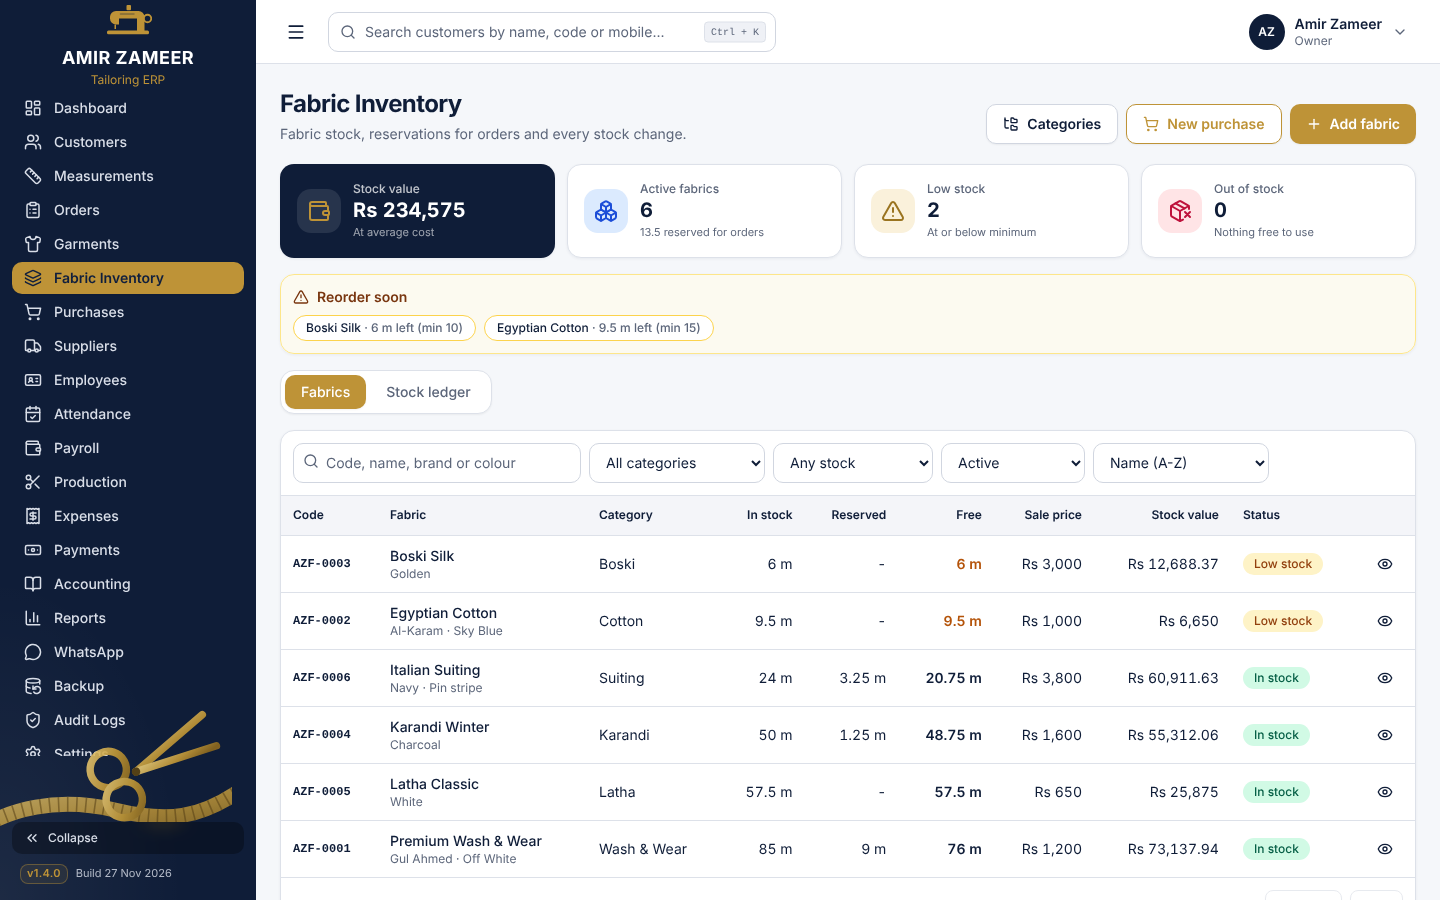 AMIR ZAMEER
Tailoring ERP
Dashboard
Customers
Measurements
Orders
Garments
Fabric Inventory
Purchases
Suppliers
Employees
Attendance
Payroll
Production
Expenses
Payments
Accounting
Reports
WhatsApp
Backup
Audit Logs
Settings
Collapse
v1.4.0 Build 27 Nov 2026
Search customers by name, code or mobile... Ctrl + K
AZ
Amir Zameer
Owner
Fabric Inventory
Fabric stock, reservations for orders and every stock change.
Categories
New purchase
Add fabric
Stock value
Rs 234,575
At average cost
Active fabrics
6
13.5 reserved for orders
Low stock
2
At or below minimum
Out of stock
0
Nothing free to use
Reorder soon
Boski Silk · 6 m left (min 10)
Egyptian Cotton · 9.5 m left (min 15)
Fabrics
Stock ledger
Code, name, brand or colour
All categories
Any stock
Active
Name (A-Z)
Code Fabric Category In stock Reserved Free Sale price Stock value Status
AZF-0003 Boski Silk Boski 6 m - 6 m Rs 3,000 Rs 12,688.37 Low stock
Golden
AZF-0002 Egyptian Cotton Cotton 9.5 m - 9.5 m Rs 1,000 Rs 6,650 Low stock
Al-Karam · Sky Blue
AZF-0006 Italian Suiting Suiting 24 m 3.25 m 20.75 m Rs 3,800 Rs 60,911.63 In stock
Navy · Pin stripe
AZF-0004 Karandi Winter Karandi 50 m 1.25 m 48.75 m Rs 1,600 Rs 55,312.06 In stock
Charcoal
AZF-0005 Latha Classic Latha 57.5 m - 57.5 m Rs 650 Rs 25,875 In stock
White
AZF-0001 Premium Wash & Wear Wash & Wear 85 m 9 m 76 m Rs 1,200 Rs 73,137.94 In stock
Gul Ahmed · Off White